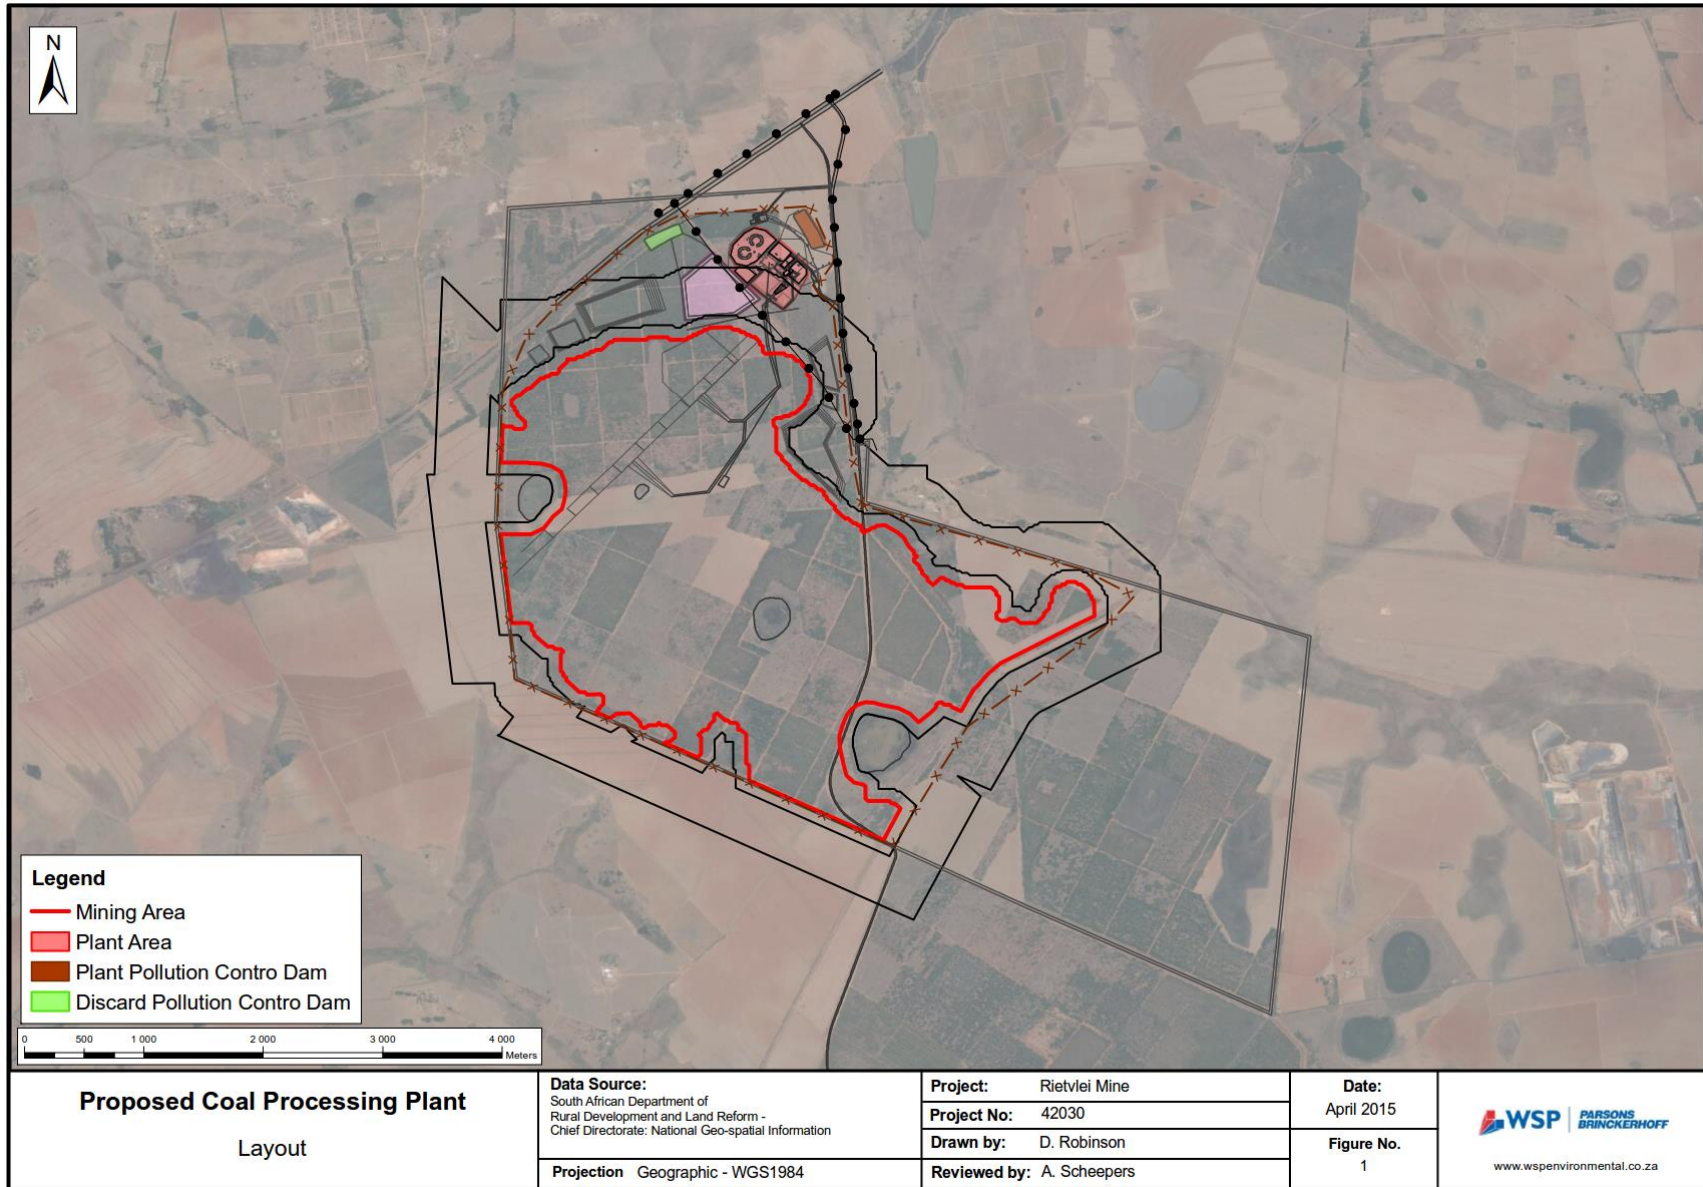 N
Legend
Mining Area
Plant Area
Plant Pollution Contro Dam
Discard Pollution Contro Dam
0 500 1 000 2 000 3 000 4 000
Meters
Proposed Coal Processing Plant
Layout
Data Source:
South African Department of
Rural Development and Land Reform -
Chief Directorate: National Geo-spatial Information
Projection Geographic - WGS1984
Project: Rietvlei Mine
Project No: 42030
Drawn by: D. Robinson
Reviewed by: A. Scheepers
Date:
April 2015
Figure No.
1
WSP PARSONS
BRINCKERHOFF
www.wspenvironmental.co.za